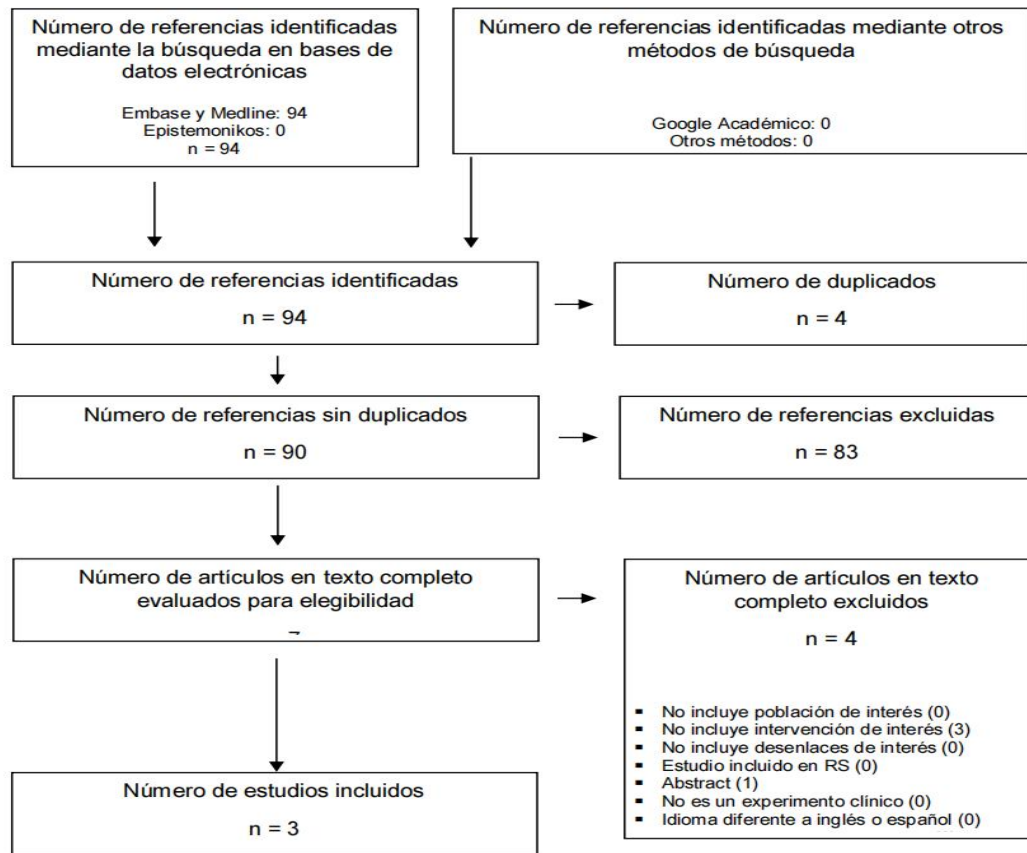 Número de referencias identificadas
mediante la búsqueda en bases de
datos electrónicas
Embase y Medline: 94
Epistemonikos: 0
n = 94
Número de referencias identificadas mediante otros
métodos de búsqueda
Google Académico: 0
Otros métodos: 0
Número de referencias identificadas
n = 94
Número de duplicados
n = 4
Número de referencias sin duplicados
n = 90
Número de referencias excluidas
n = 83
Número de artículos en texto completo
evaluados para elegibilidad
Número de artículos en texto
completo excluidos
n = 4
▪ No incluye población de interés (0)
▪ No incluye intervención de interés (3)
▪ No incluye desenlaces de interés (0)
▪ Estudio incluido en RS (0)
▪ Abstract (1)
▪ No es un experimento clínico (0)
▪ Idioma diferente a inglés o español (0)
Número de estudios incluidos
n = 3